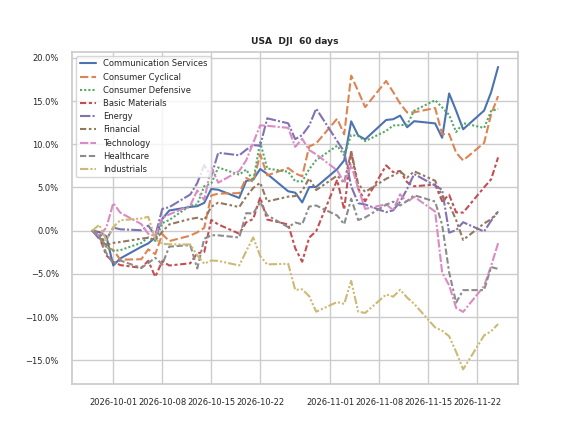 USA DJI 60 days
20.0%
15.0%
10.0%
5.0%
0.0%
−5.0%
−10.0%
−15.0%
Communication Services
Consumer Cyclical
Consumer Defensive
Basic Materials
Energy
Financial
Technology
Healthcare
Industrials
2026-10-01 2026-10-08 2026-10-15 2026-10-22 2026-11-01 2026-11-08 2026-11-15 2026-11-22